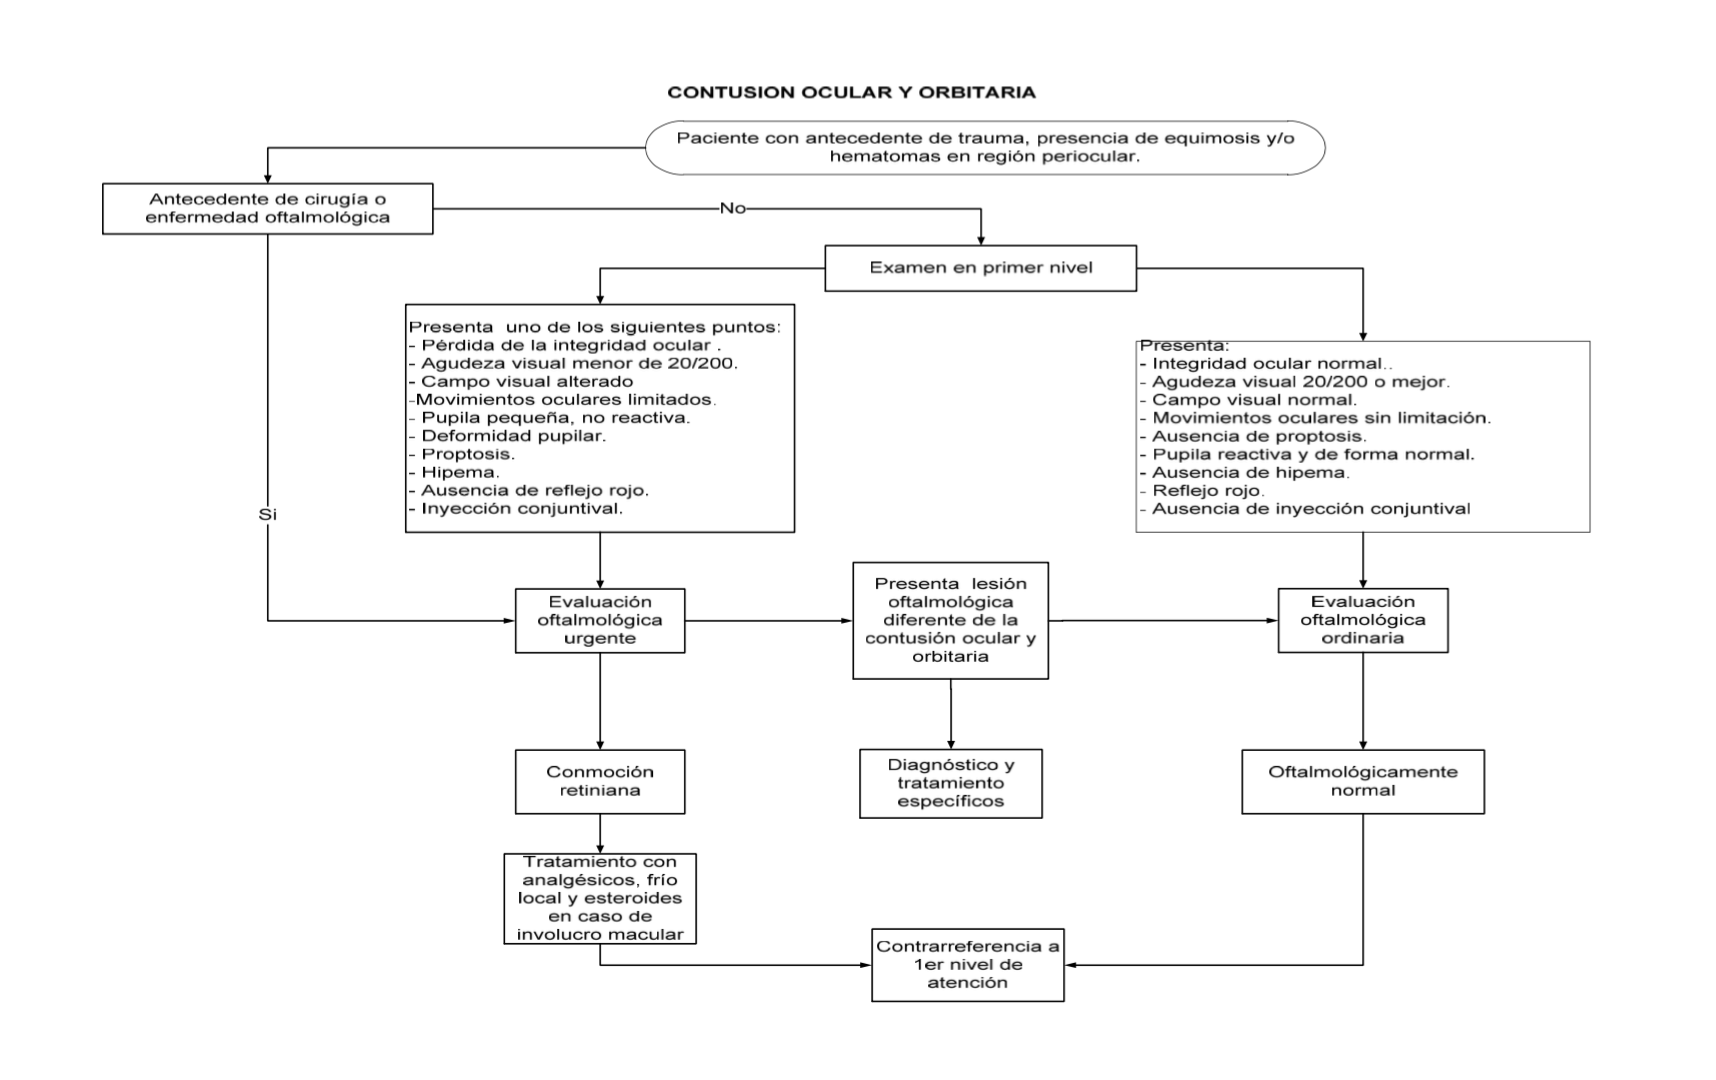 CONTUSION OCULAR Y ORBITARIA
Paciente con antecedente de trauma, presencia de equimosis y/o
hematomas en región periocular.
Antecedente de cirugía o
enfermedad oftalmológica
No
Examen en primer nivel
Presenta uno de los siguientes puntos:
- Pérdida de la integridad ocular .
- Agudeza visual menor de 20/200.
- Campo visual alterado
-Movimientos oculares limitados.
- Pupila pequeña, no reactiva.
- Deformidad pupilar.
- Proptosis.
- Hipema.
- Ausencia de reflejo rojo.
- Inyección conjuntival.
Presenta:
- Integridad ocular normal..
- Agudeza visual 20/200 o mejor.
- Campo visual normal.
- Movimientos oculares sin limitación.
- Ausencia de proptosis.
- Pupila reactiva y de forma normal.
- Ausencia de hipema.
- Reflejo rojo.
- Ausencia de inyección conjuntival
Si
Evaluación
oftalmológica
urgente
Presenta lesión
oftalmológica
diferente de la
contusión ocular y
orbitaria
Evaluación
oftalmológica
ordinaria
Conmoción
retiniana
Diagnóstico y
tratamiento
específicos
Oftalmológicamente
normal
Tratamiento con
analgésicos, frío
local y esteroides
en caso de
involucro macular
Contrarreferencia a
1er nivel de
atención